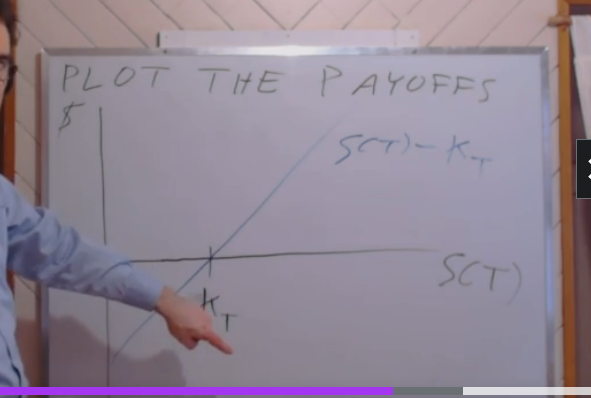 PLOT THE PAYOFFS
$
S(T) - K_T
S(T)
K_T